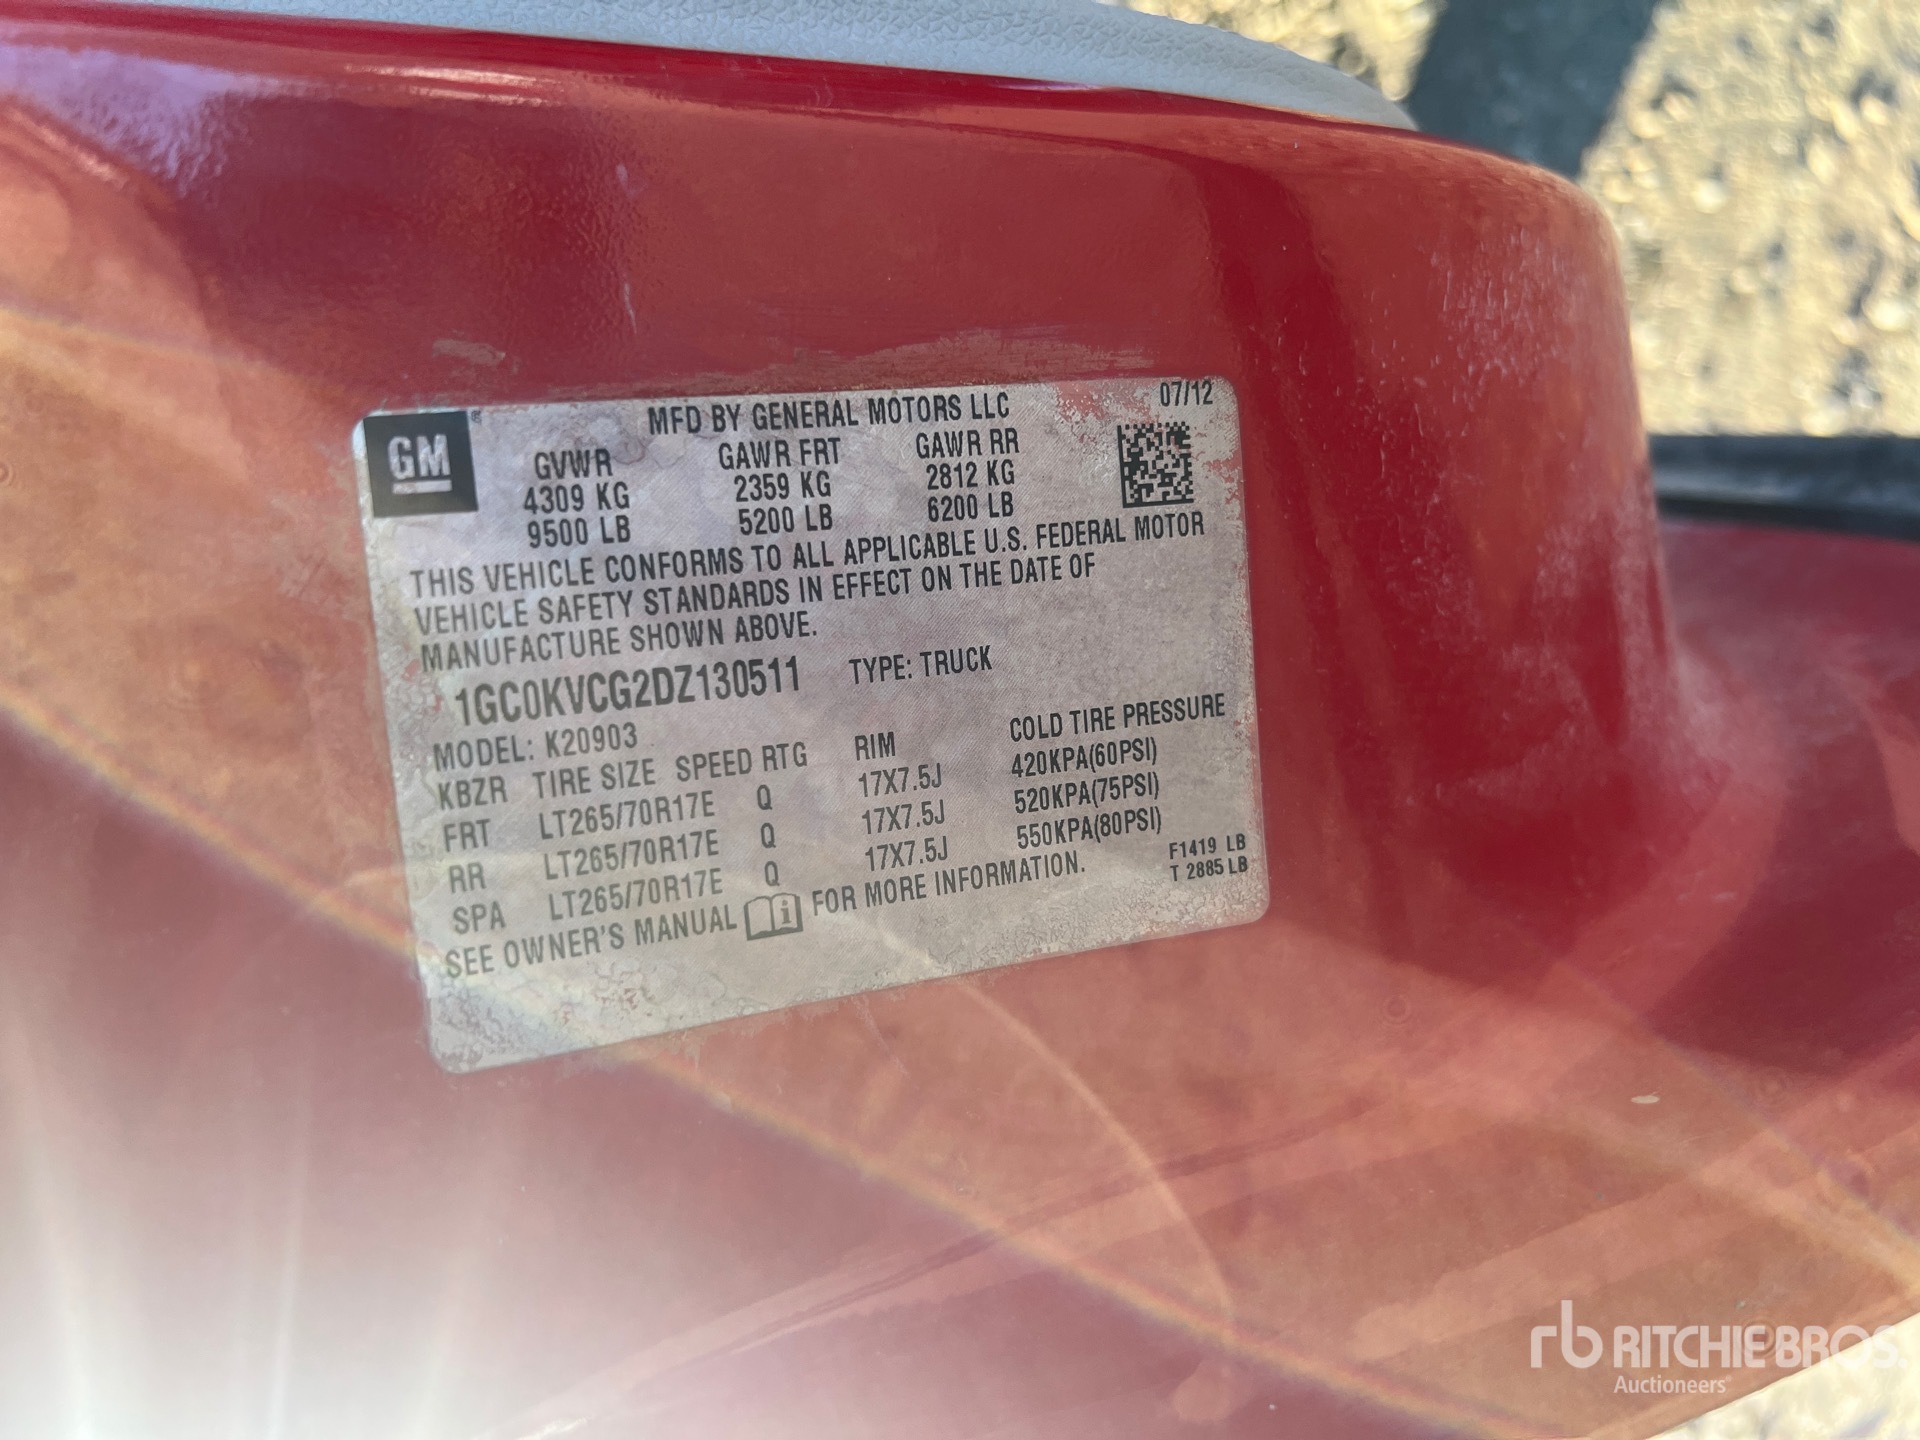 07/12
GM
MFD BY GENERAL MOTORS LLC
GVWR GAWR FRT GAWR RR
4309 KG 2359 KG 2812 KG
9500 LB 5200 LB 6200 LB
THIS VEHICLE CONFORMS TO ALL APPLICABLE U.S. FEDERAL MOTOR
VEHICLE SAFETY STANDARDS IN EFFECT ON THE DATE OF
MANUFACTURE SHOWN ABOVE.
1GC0KVCG2DZ130511 TYPE: TRUCK
MODEL: K20903
KBZR TIRE SIZE SPEED RTG RIM COLD TIRE PRESSURE
FRT LT265/70R17E Q 17X7.5J 420KPA(60PSI)
RR LT265/70R17E Q 17X7.5J 520KPA(75PSI)
SPA LT265/70R17E Q 17X7.5J 550KPA(80PSI)
SEE OWNER'S MANUAL FOR MORE INFORMATION.
F1419 LB
T 2885 LB
rb RITCHIE BROS.
Auctioneers